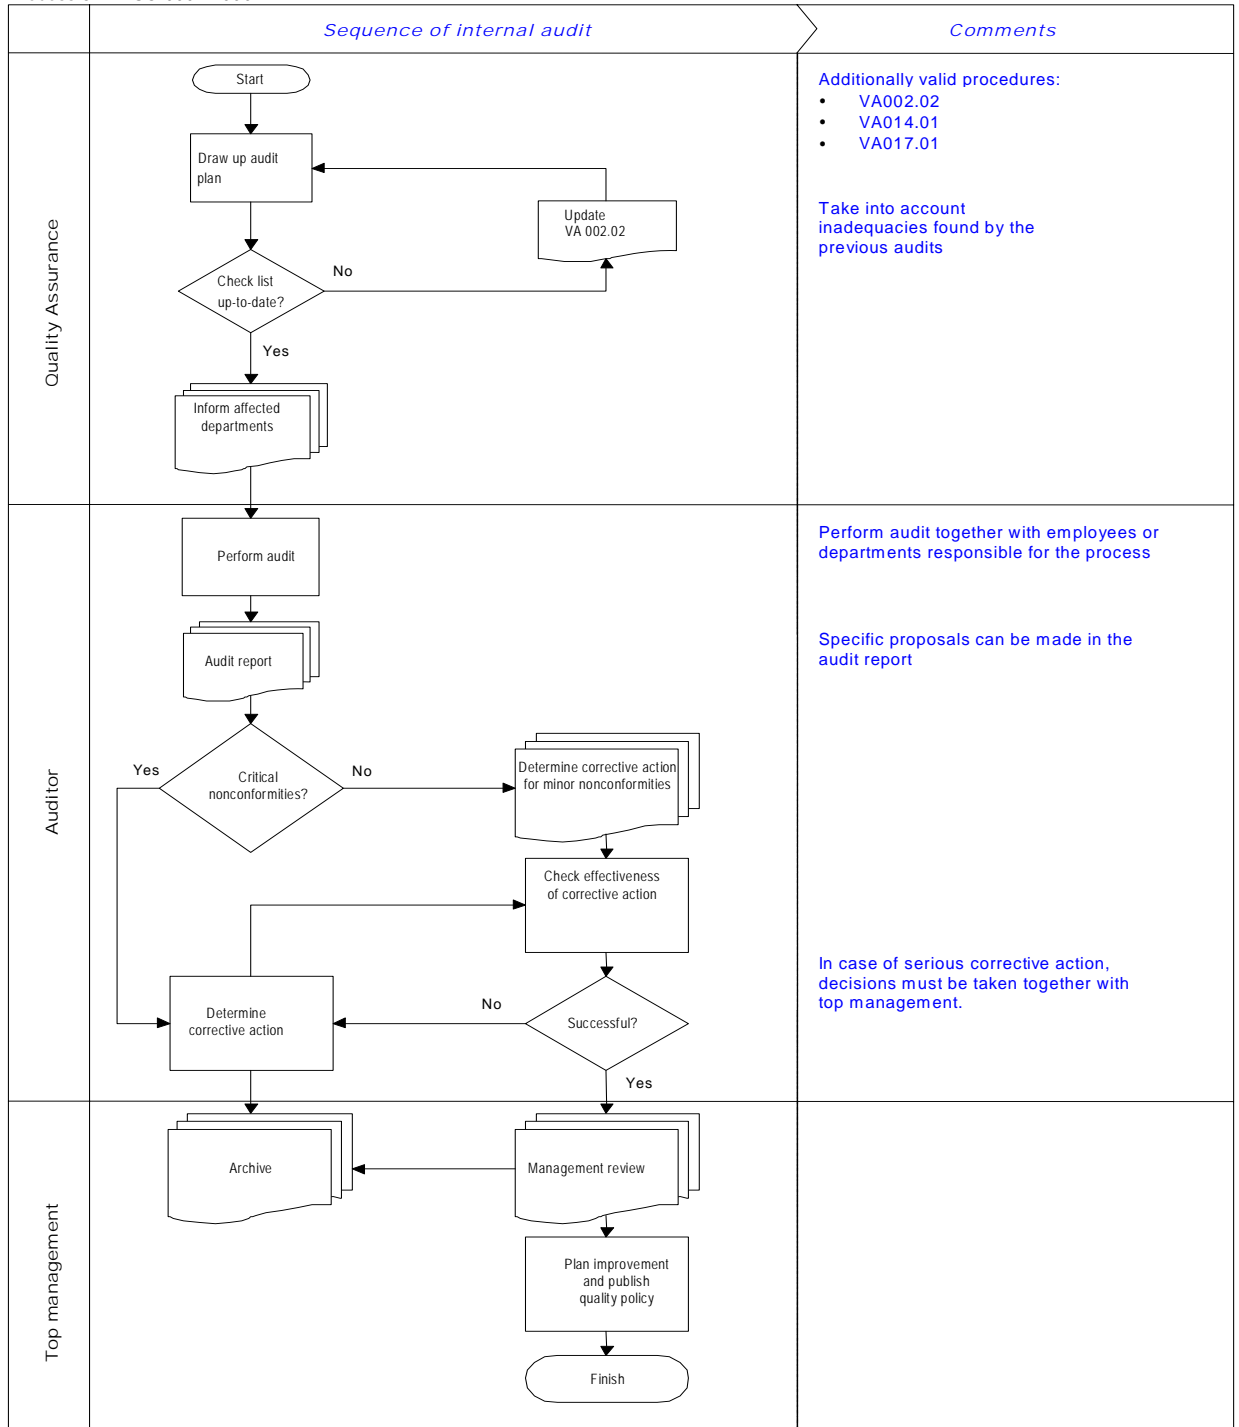 Sequence of internal audit
Comments
Quality Assurance
Start
Draw up audit
plan
Update
VA 002.02
Check list
up-to-date?
No
Yes
Inform affected
departments
Additionally valid procedures:
• VA002.02
• VA014.01
• VA017.01
Take into account
inadequacies found by the
previous audits
Auditor
Perform audit
Audit report
Critical
nonconformities?
Yes
No
Determine corrective action
for minor nonconformities
Check effectiveness
of corrective action
Determine
corrective action
No
Successful?
Yes
Perform audit together with employees or
departments responsible for the process
Specific proposals can be made in the
audit report
In case of serious corrective action,
decisions must be taken together with
top management.
Top management
Archive
Management review
Plan improvement
and publish
quality policy
Finish